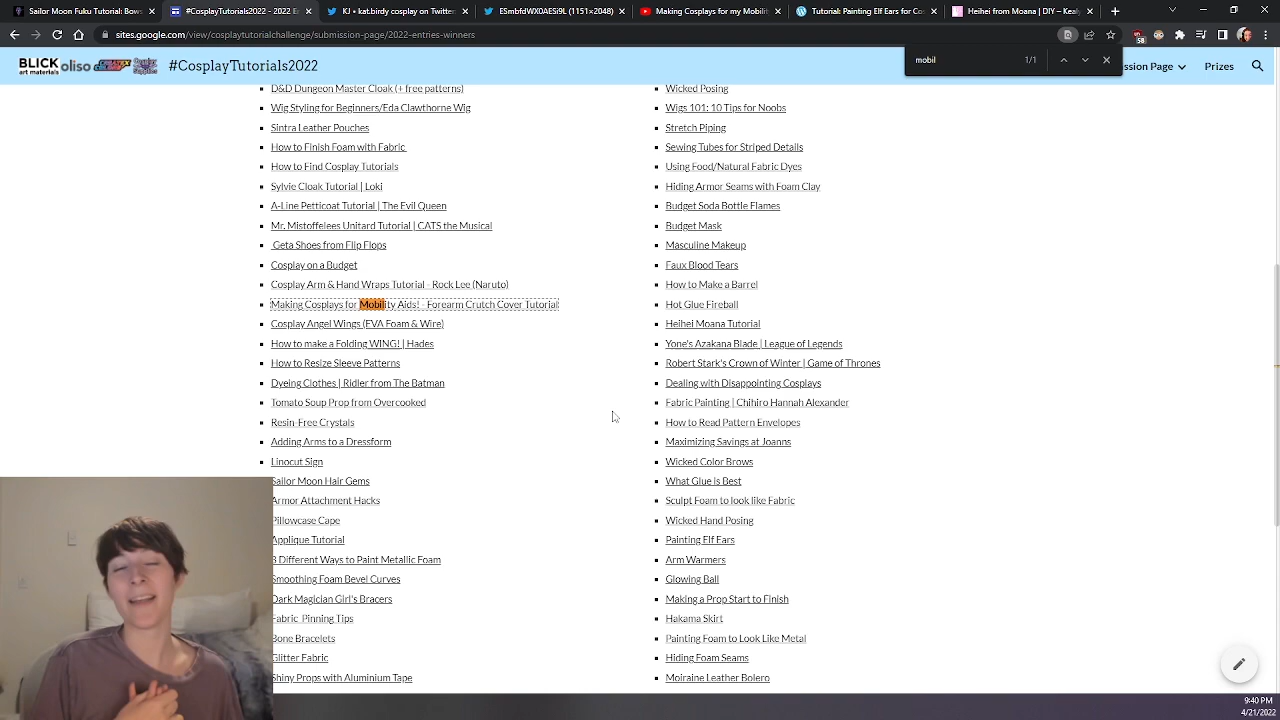 Sailor Moon Fuku Tutorial: Bows
#CosplayTutorials2022 - 2022 E
KJ • kabbirky cosplay on Twitter
(1151×2048)
Making Cosplays for my Mobilit
Tutorial: Painting Elf Ears for Co
Heihei from Moana | DIY – Kealy
sites.google.com/view/cosplaytutorialchallenge/submission-page/2022-entries-winners
mobil 1/1
BLICK art materials oliso
#CosplayTutorials2022
ssion Page
Prizes
D&D Dungeon Master Cloak (+ free patterns)
Wig Styling for Beginners/Eda Clawthorne Wig
Sintra Leather Pouches
How to Finish Foam with Fabric
How to Find Cosplay Tutorials
Sylvie Cloak Tutorial | Loki
A-Line Petticoat Tutorial | The Evil Queen
Mr. Mistoffelees Unitard Tutorial | CATS the Musical
Geta Shoes from Flip Flops
Cosplay on a Budget
Cosplay Arm & Hand Wraps Tutorial - Rock Lee (Naruto)
Making Cosplays for Mobility Aids! - Forearm Crutch Cover Tutorial
Cosplay Angel Wings (EVA Foam & Wire)
How to make a Folding WING! | Hades
How to Resize Sleeve Patterns
Dyeing Clothes | Ridler from The Batman
Tomato Soup Prop from Overcooked
Resin-Free Crystals
Adding Arms to a Dressform
Linocut Sign
Sailor Moon Hair Gems
Armor Attachment Hacks
Pillowcase Cape
Applique Tutorial
3 Different Ways to Paint Metallic Foam
Smoothing Foam Bevel Curves
Dark Magician Girl's Bracers
Fabric Pinning Tips
Bone Bracelets
Glitter Fabric
Shiny Props with Aluminium Tape
Wicked Posing
Wigs 101: 10 Tips for Noobs
Stretch Piping
Sewing Tubes for Striped Details
Using Food/Natural Fabric Dyes
Hiding Armor Seams with Foam Clay
Budget Soda Bottle Flames
Budget Mask
Masculine Makeup
Faux Blood Tears
How to Make a Barrel
Hot Glue Fireball
Heihei Moana Tutorial
Yone's Azakana Blade | League of Legends
Robert Stark's Crown of Winter | Game of Thrones
Dealing with Disappointing Cosplays
Fabric Painting | Chihiro Hannah Alexander
How to Read Pattern Envelopes
Maximizing Savings at Joanns
Wicked Color Brows
What Glue is Best
Sculpt Foam to look like Fabric
Wicked Hand Posing
Painting Elf Ears
Arm Warmers
Glowing Ball
Making a Prop Start to Finish
Hakama Skirt
Painting Foam to Look Like Metal
Hiding Foam Seams
Moiraine Leather Bolero
9:40 PM
4/21/2022